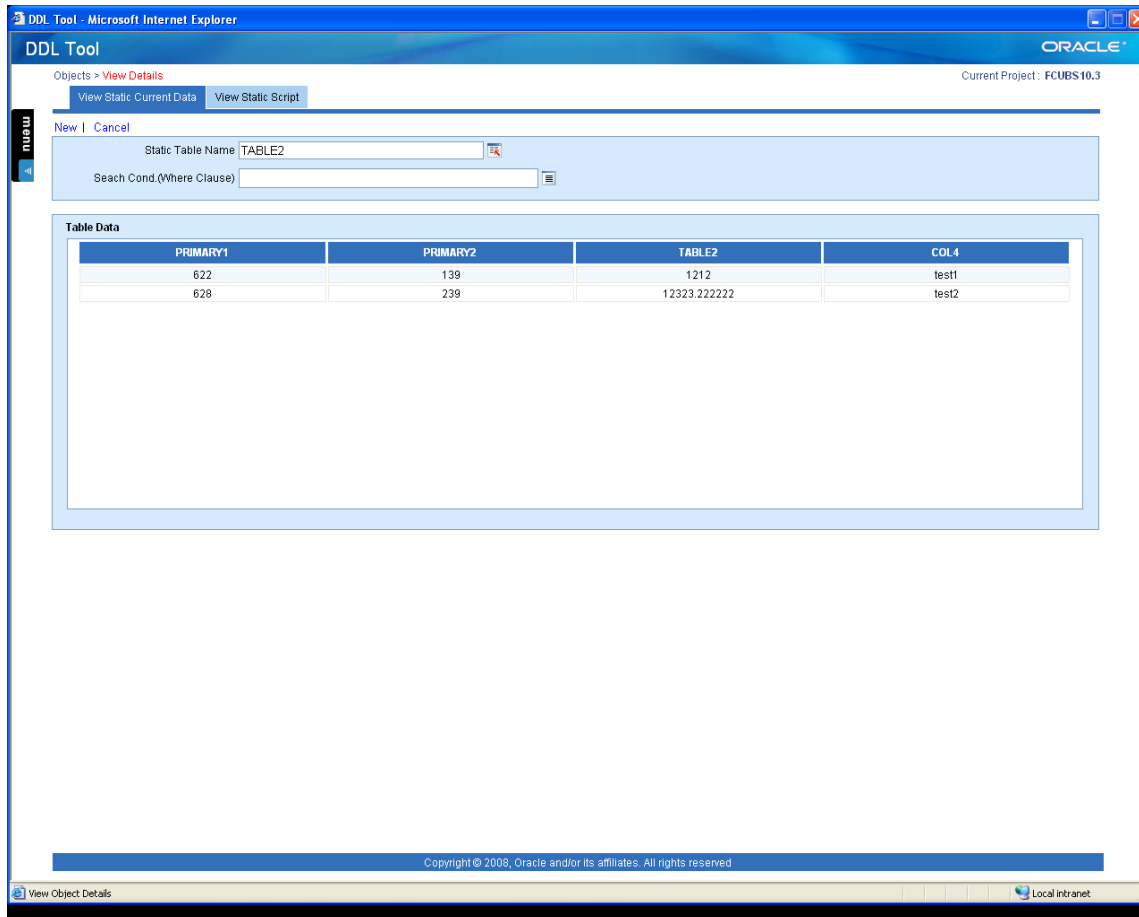 DDL Tool - Microsoft Internet Explorer
DDL Tool
ORACLE
Objects > View Details
Current Project : FCUBS10.3
View Static Current Data View Static Script
menu
New | Cancel
Static Table Name TABLE2
Seach Cond.(Where Clause)
Table Data
PRIMARY1 PRIMARY2 TABLE2 COL4
622 139 1212 test1
628 239 12323.222222 test2
Copyright © 2008, Oracle and/or its affiliates. All rights reserved
View Object Details
Local intranet